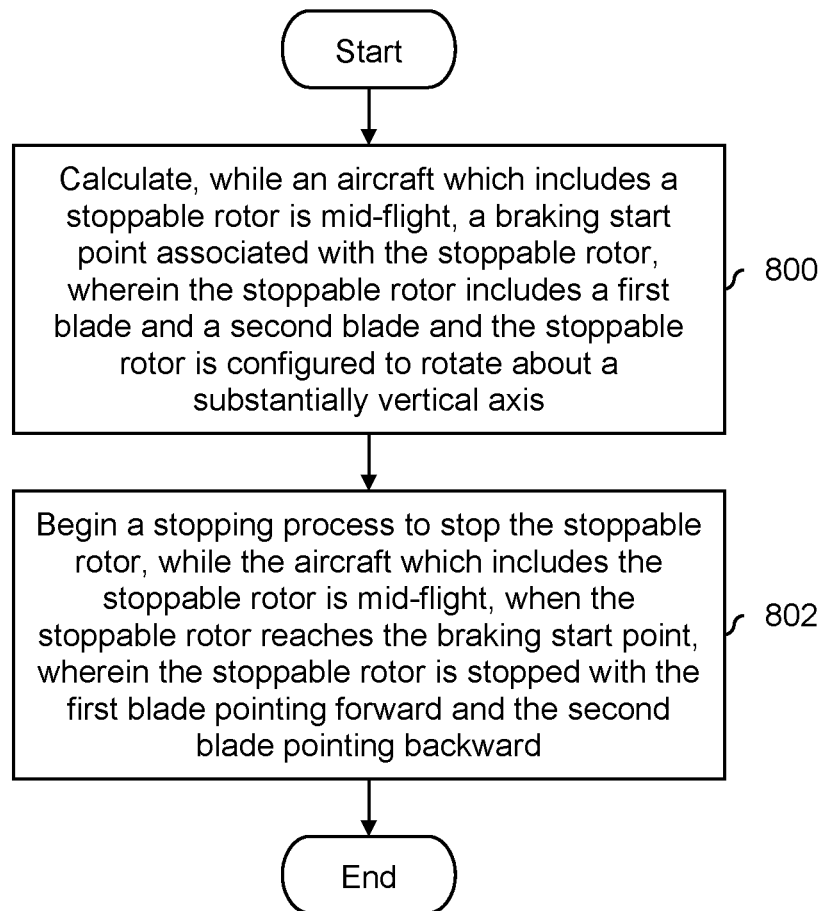 Start
Calculate, while an aircraft which includes a
stoppable rotor is mid-flight, a braking start
point associated with the stoppable rotor,
wherein the stoppable rotor includes a first
blade and a second blade and the stoppable
rotor is configured to rotate about a
substantially vertical axis
800
Begin a stopping process to stop the stoppable
rotor, while the aircraft which includes the
stoppable rotor is mid-flight, when the
stoppable rotor reaches the braking start point,
wherein the stoppable rotor is stopped with the
first blade pointing forward and the second
blade pointing backward
802
End